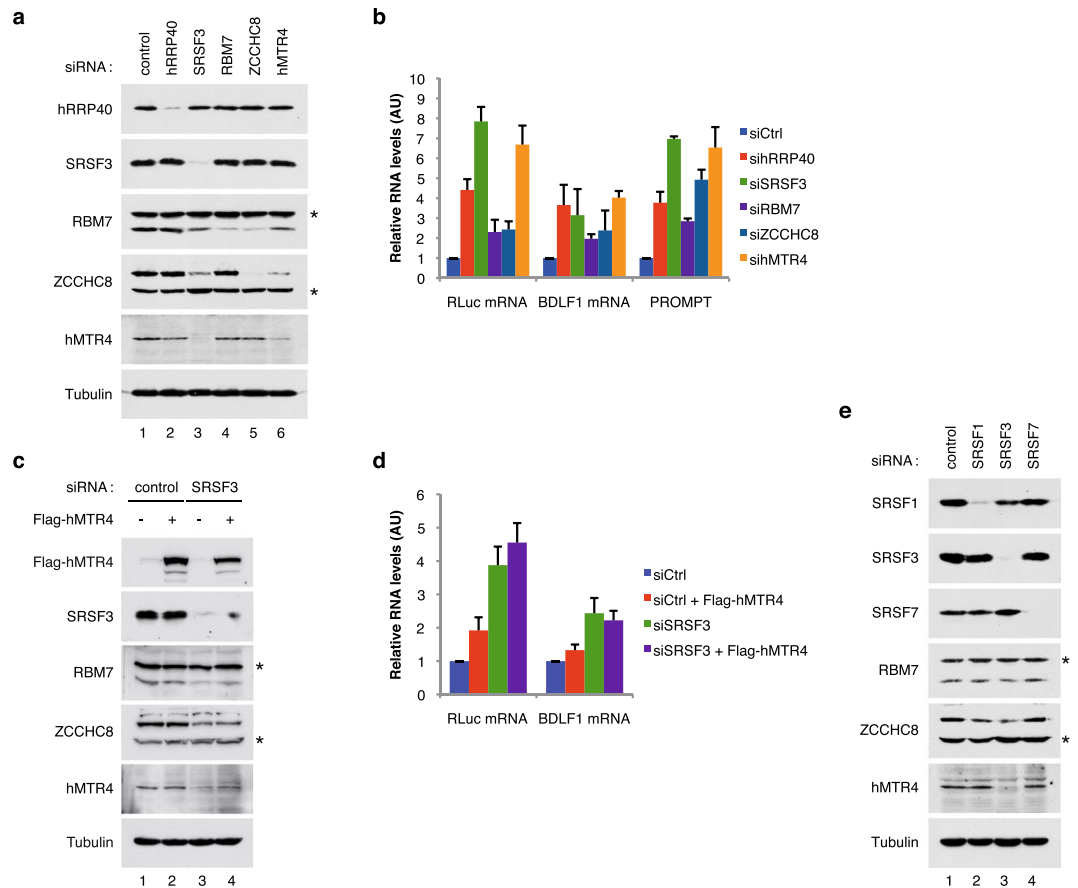 a
siRNA :
control
hRRP40
SRSF3
RBM7
ZCCHC8
hMTR4
hRRP40
SRSF3
RBM7 *
ZCCHC8 *
hMTR4
Tubulin
1 2 3 4 5 6
b
Relative RNA levels (AU)
10
9
8
7
6
5
4
3
2
1
0
RLuc mRNA BDLF1 mRNA PROMPT
siCtrl
sihRRP40
siSRSF3
siRBM7
siZCCHC8
sihMTR4
c
siRNA : control SRSF3
Flag-hMTR4 - + - +
Flag-hMTR4
SRSF3
RBM7 *
ZCCHC8 *
hMTR4
Tubulin
1 2 3 4
d
Relative RNA levels (AU)
6
5
4
3
2
1
0
RLuc mRNA BDLF1 mRNA
siCtrl
siCtrl + Flag-hMTR4
siSRSF3
siSRSF3 + Flag-hMTR4
e
siRNA :
control
SRSF1
SRSF3
SRSF7
SRSF1
SRSF3
SRSF7
RBM7 *
ZCCHC8 *
hMTR4
Tubulin
1 2 3 4